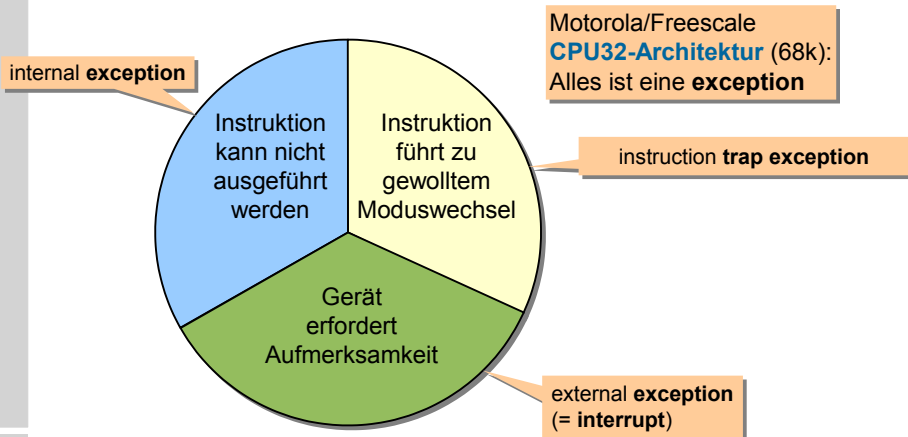 Motorola/Freescale
CPU32-Architektur (68k):
Alles ist eine exception
internal exception
Instruktion
kann nicht
ausgeführt
werden
Instruktion
führt zu
gewolltem
Moduswechsel
instruction trap exception
Gerät
erfordert
Aufmerksamkeit
external exception
(= interrupt)